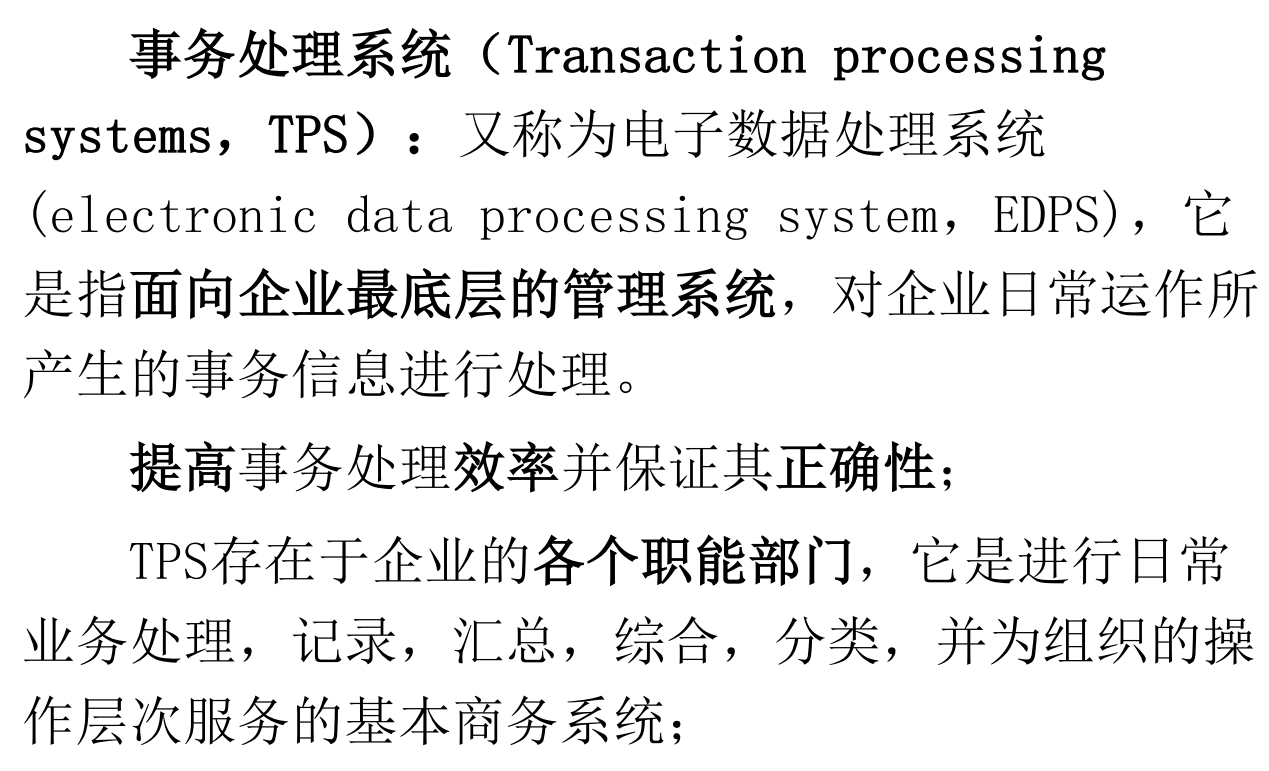 事务处理系统（Transaction processing
systems，TPS）：又称为电子数据处理系统
(electronic data processing system，EDPS)，它
是指面向企业最底层的管理系统，对企业日常运作所
产生的事务信息进行处理。
提高事务处理效率并保证其正确性；
TPS存在于企业的各个职能部门，它是进行日常
业务处理，记录，汇总，综合，分类，并为组织的操
作层次服务的基本商务系统；